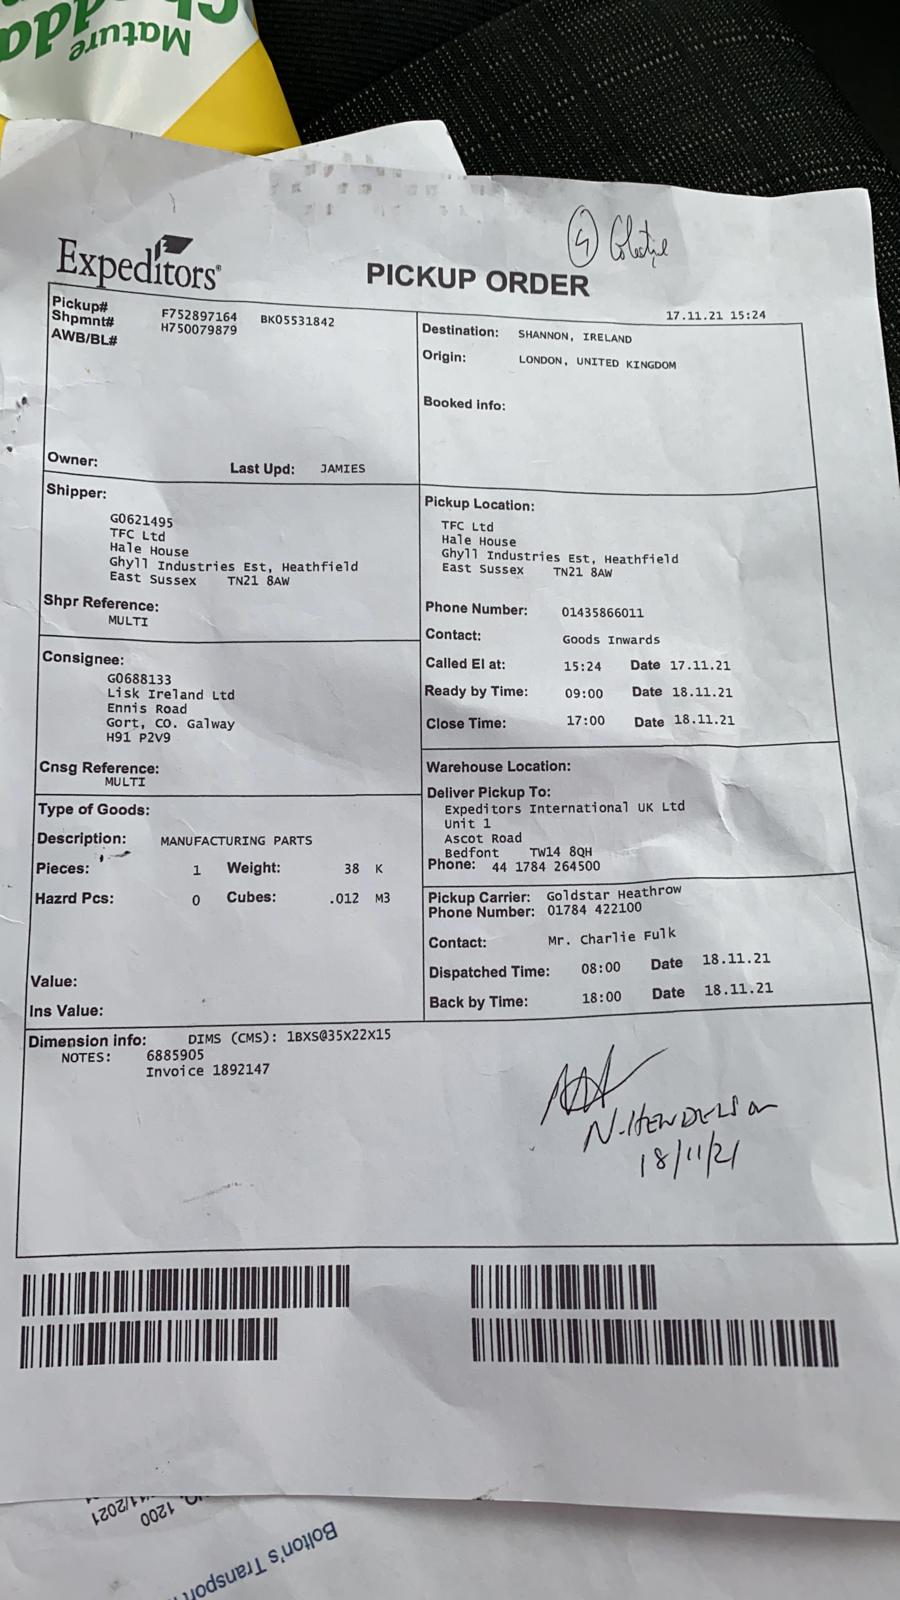 Mature
Expeditors
PICKUP ORDER
4
17.11.21 15:24
Pickup# F752897164 BK05531842
Shpmnt# H750079879
AWB/BL#
Owner: Last Upd: JAMIES
Destination: SHANNON, IRELAND
Origin: LONDON, UNITED KINGDOM
Booked info:
Shipper:
G0621495
TFC Ltd
Hale House
Ghyll Industries Est, Heathfield
East Sussex TN21 8AW
Shpr Reference:
MULTI
Pickup Location:
TFC Ltd
Hale House
Ghyll Industries Est, Heathfield
East Sussex TN21 8AW
Phone Number: 01435866011
Contact: Goods Inwards
Called EI at: 15:24 Date 17.11.21
Ready by Time: 09:00 Date 18.11.21
Close Time: 17:00 Date 18.11.21
Consignee:
G0688133
Lisk Ireland Ltd
Ennis Road
Gort, CO. Galway
H91 P2V9
Cnsg Reference:
MULTI
Warehouse Location:
Deliver Pickup To:
Expeditors International UK Ltd
Unit 1
Ascot Road
Bedfont TW14 8QH
Phone: 44 1784 264500
Type of Goods:
Description: MANUFACTURING PARTS
Pieces: 1 Weight: 38 K
Hazrd Pcs: 0 Cubes: .012 M3
Value:
Ins Value:
Pickup Carrier: Goldstar Heathrow
Phone Number: 01784 422100
Contact: Mr. Charlie Fulk
Dispatched Time: 08:00 Date 18.11.21
Back by Time: 18:00 Date 18.11.21
Dimension info: DIMS (CMS): 1BXS@35X22X15
NOTES: 6885905
Invoice 1892147
N. HENDERSON
18/11/21
1200
Bolton's Transport